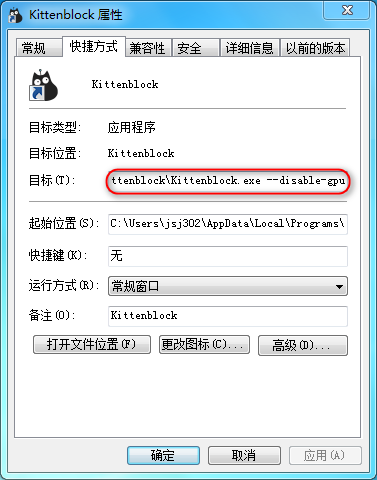 Kittenblock 属性
常规 快捷方式 兼容性 安全 详细信息 以前的版本
Kittenblock
目标类型: 应用程序
目标位置: Kittenblock
目标(T): ttenblock\Kittenblock.exe --disable-gpu
起始位置(S): C:\Users\jsj302\AppData\Local\Programs\
快捷键(K): 无
运行方式(R): 常规窗口
备注(O): Kittenblock
打开文件位置(F) 更改图标(C)... 高级(D)...
确定 取消 应用(A)